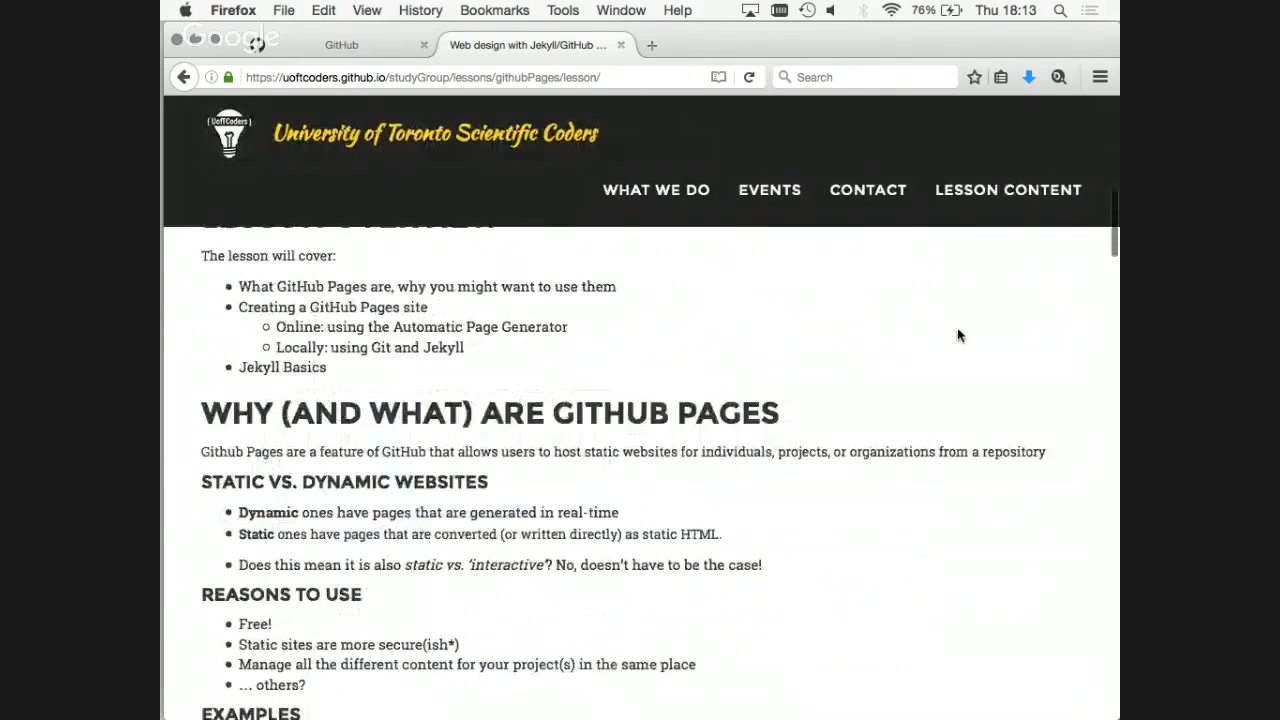 Firefox File Edit View History Bookmarks Tools Window Help 76% Thu 18:13
Google
GitHub
Web design with Jekyll/GitHub ...
https://uoftcoders.github.io/studyGroup/lessons/githubPages/lesson/
Search
{UofTCoders}
University of Toronto Scientific Coders
WHAT WE DO EVENTS CONTACT LESSON CONTENT
The lesson will cover:
What GitHub Pages are, why you might want to use them
Creating a GitHub Pages site
Online: using the Automatic Page Generator
Locally: using Git and Jekyll
Jekyll Basics
WHY (AND WHAT) ARE GITHUB PAGES
Github Pages are a feature of GitHub that allows users to host static websites for individuals, projects, or organizations from a repository
STATIC VS. DYNAMIC WEBSITES
Dynamic ones have pages that are generated in real-time
Static ones have pages that are converted (or written directly) as static HTML.
Does this mean it is also static vs. 'interactive'? No, doesn't have to be the case!
REASONS TO USE
Free!
Static sites are more secure(ish*)
Manage all the different content for your project(s) in the same place
... others?
EXAMPLES